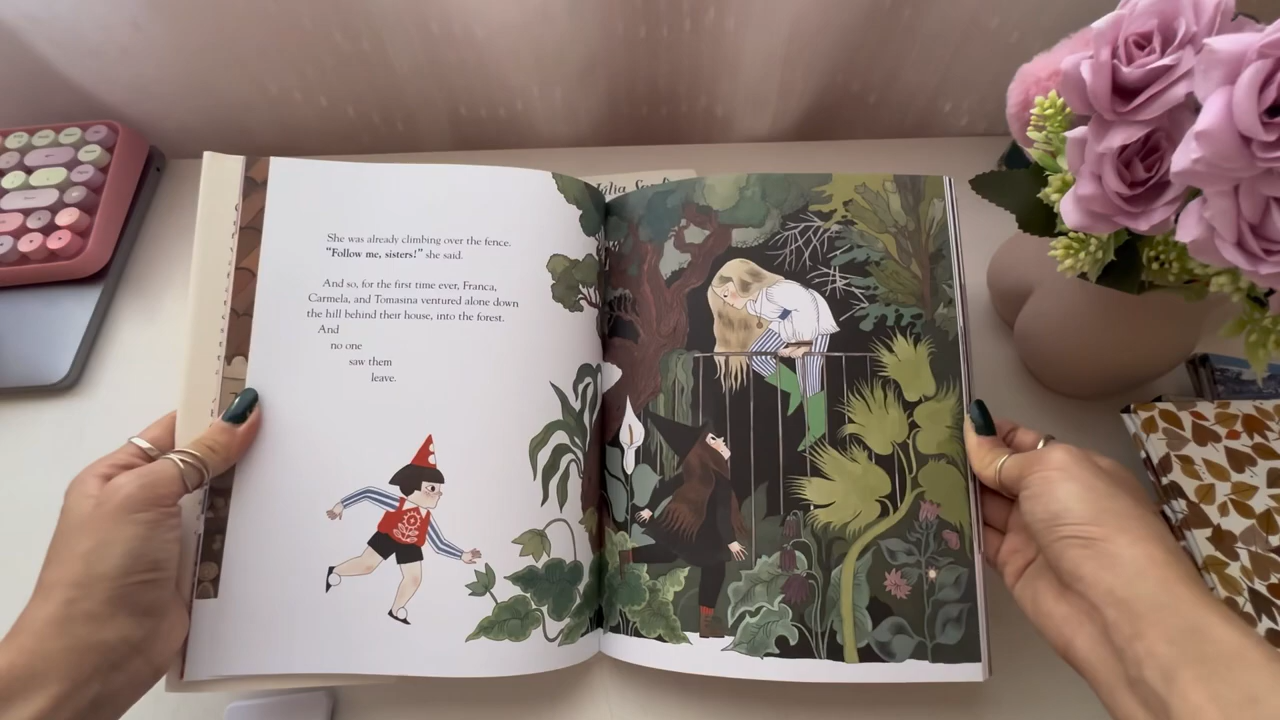 She was already climbing over the fence.
“Follow me, sisters!” she said.
And so, for the first time ever, Franca,
Carmela, and Tomasina ventured alone down
the hill behind their house, into the forest.
And
no one
saw them
leave.